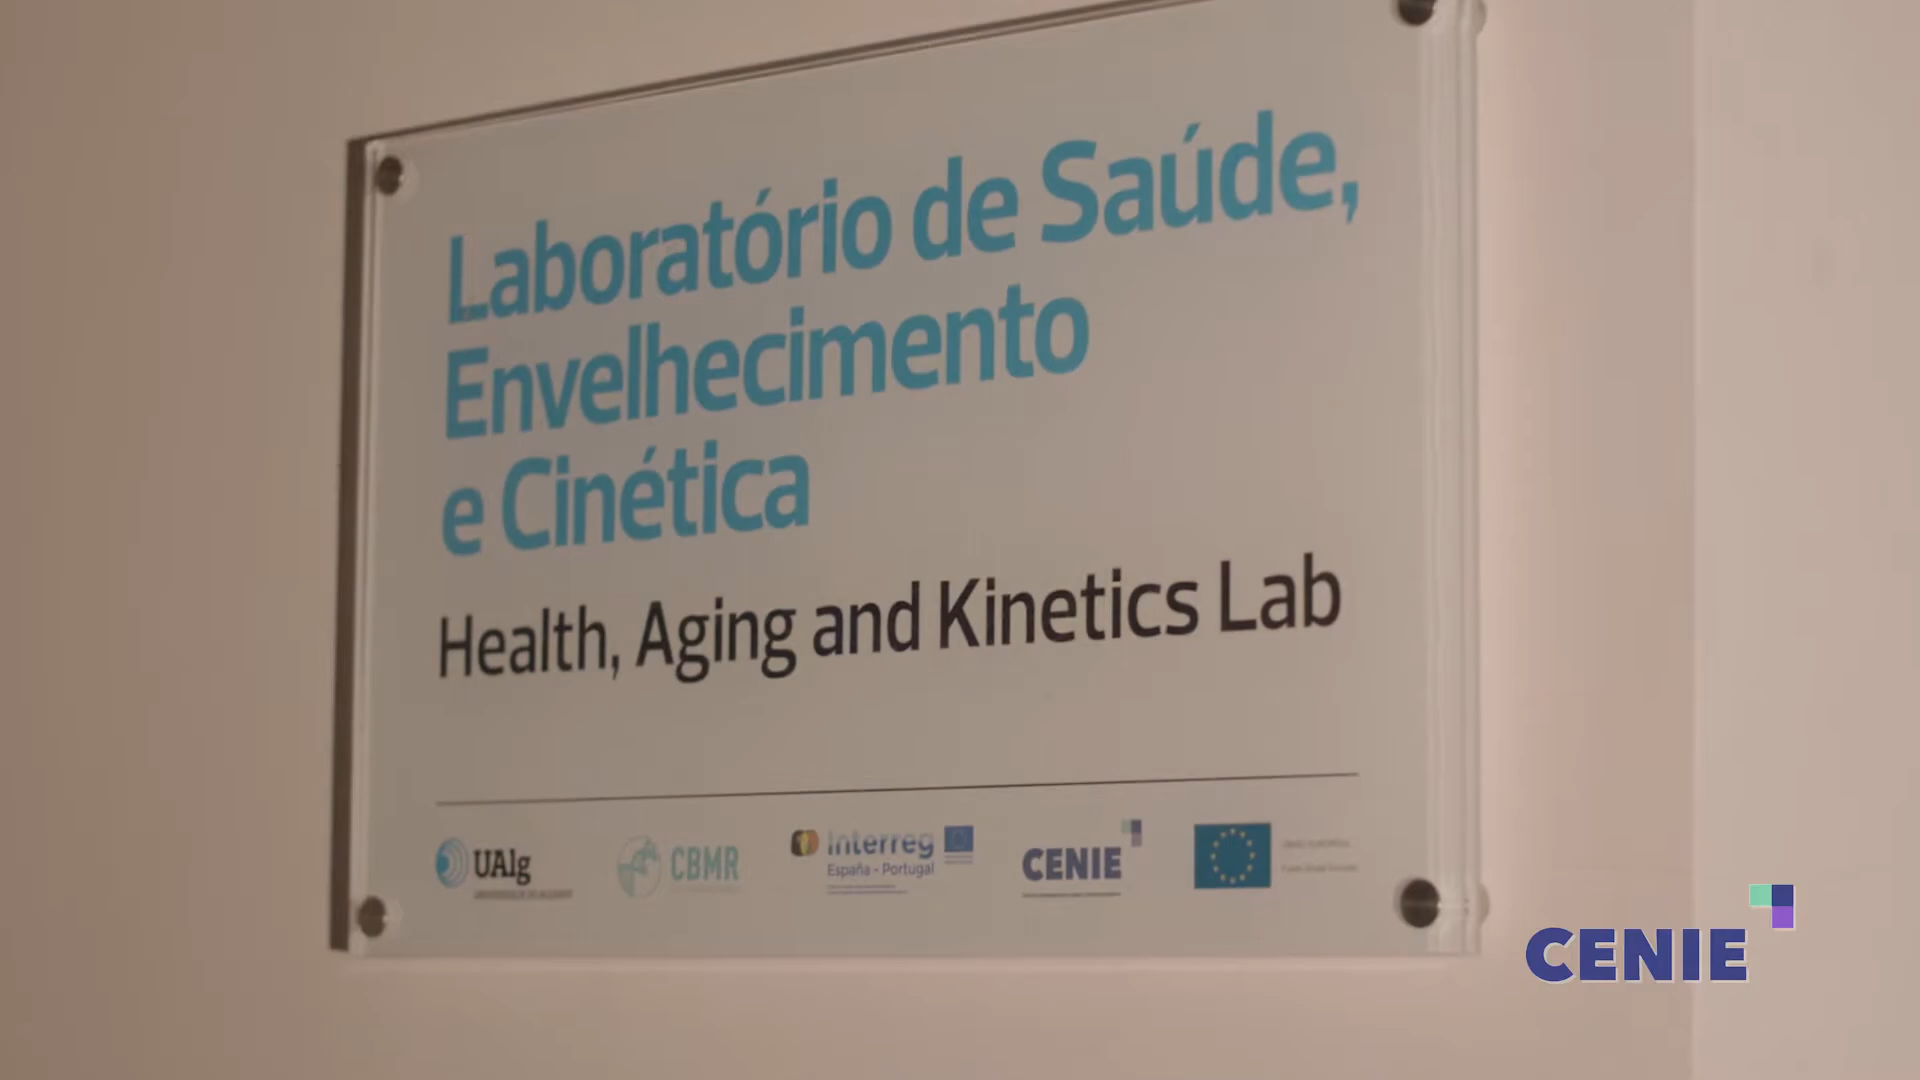 Laboratório de Saúde,
Envelhecimento
e Cinética
Health, Aging and Kinetics Lab
UAlg
CBMR
Interreg
España - Portugal
CENIE
CENIE